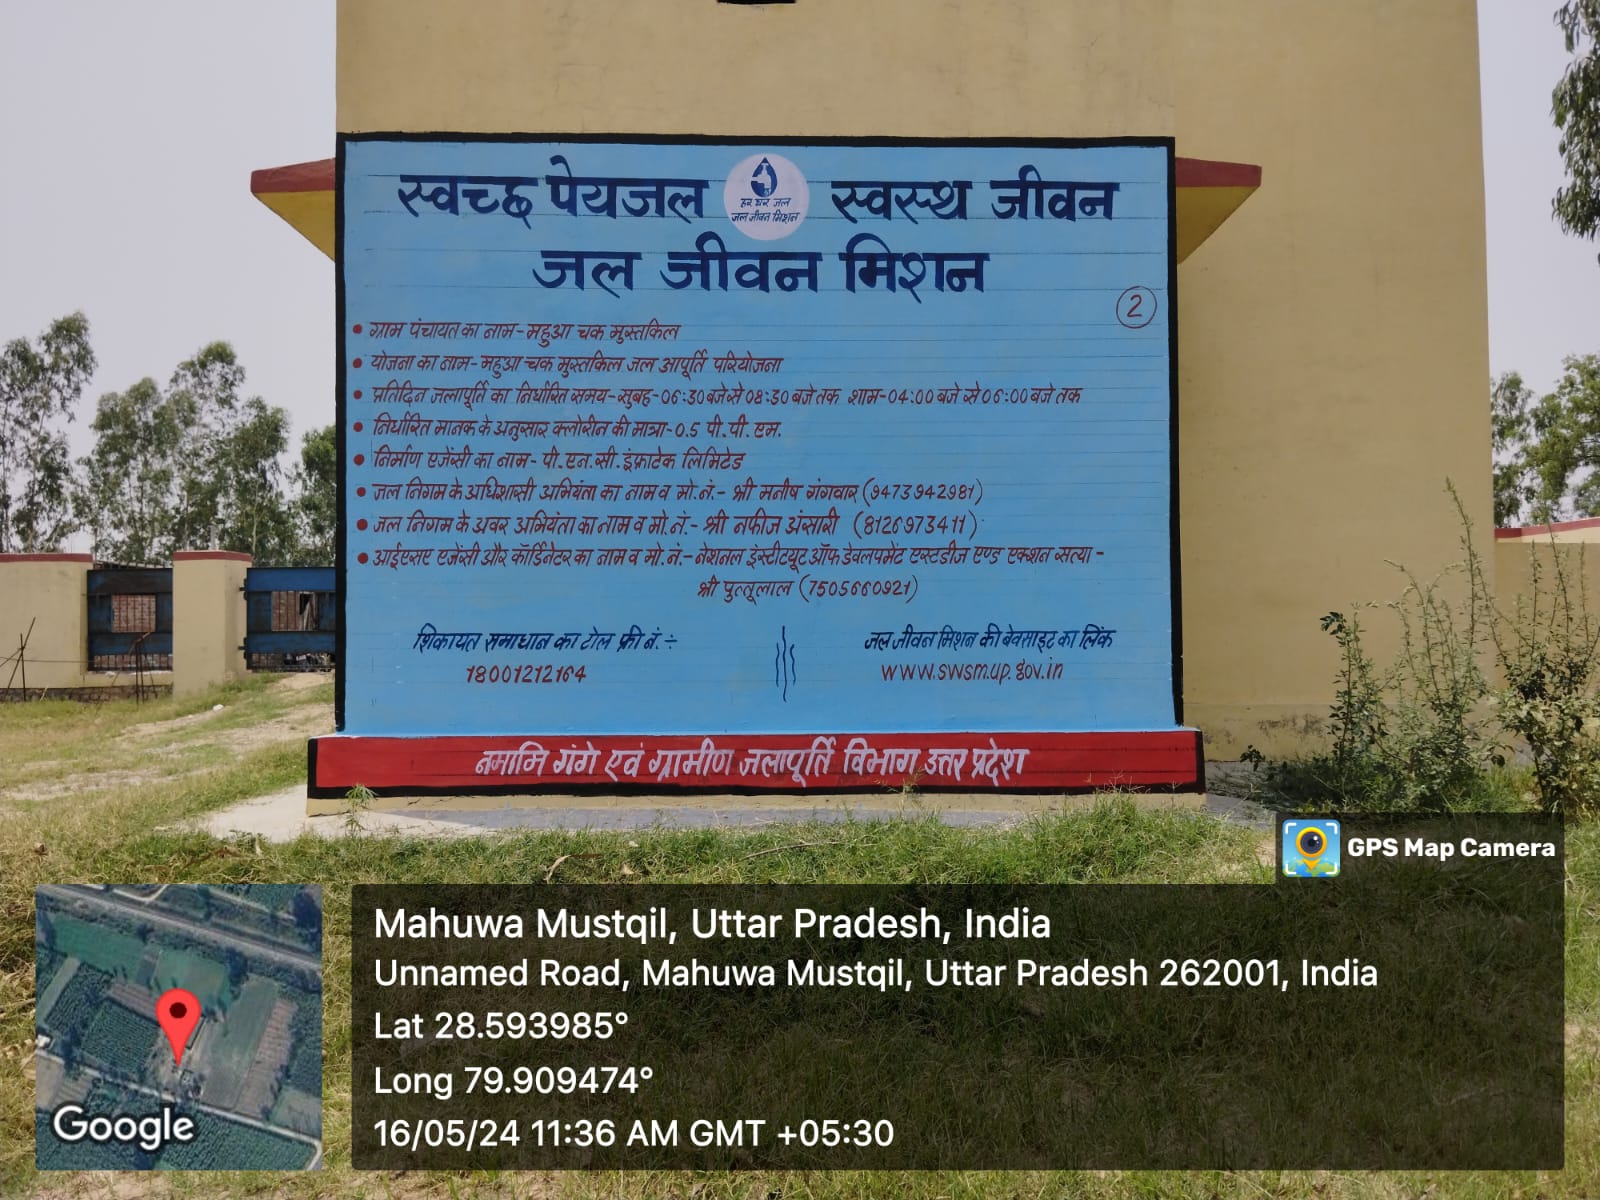 स्वच्छ पेयजल स्वस्थ जीवन
हर घर जल
जल जीवन मिशन
जल जीवन मिशन
2
• ग्राम पंचायत का नाम - महुआ चक मुस्तकिल
• योजना का नाम - महुआ चक मुस्तकिल जल आपूर्ति परियोजना
• प्रतिदिन जलापूर्ति का निर्धारित समय - सुबह - 06:30 बजे से 08:30 बजे तक शाम - 04:00 बजे से 06:00 बजे तक
• निर्धारित मानक के अनुसार क्लोरीन की मात्रा - 0.5 पी.पी.एम.
• निर्माण एजेंसी का नाम - पी.एन.सी. इंफ्राटेक लिमिटेड
• जल निगम के अधिशासी अभियंता का नाम व मो.नं.- श्री मनीष गंगवार (9473942981)
• जल निगम के अवर अभियंता का नाम व मो.नं.- श्री नफीज अंसारी (8126973411)
• आईएसए एजेंसी और कॉर्डिनेटर का नाम व मो.नं.- नेशनल इंस्टीटयूट ऑफ डेवलपमेंट एस्टडीज एण्ड एक्शन सत्या -
श्री पुत्तूलाल (7505660921)
शिकायत समाधान का टोल फ्री नं. ÷
18001212164
जल जीवन मिशन की बेवसाइट का लिंक
www.swsm.up.gov.in
नमामि गंगे एवं ग्रामीण जलापूर्ति विभाग उत्तर प्रदेश
GPS Map Camera
Mahuwa Mustqil, Uttar Pradesh, India
Unnamed Road, Mahuwa Mustqil, Uttar Pradesh 262001, India
Lat 28.593985°
Long 79.909474°
16/05/24 11:36 AM GMT +05:30
Google